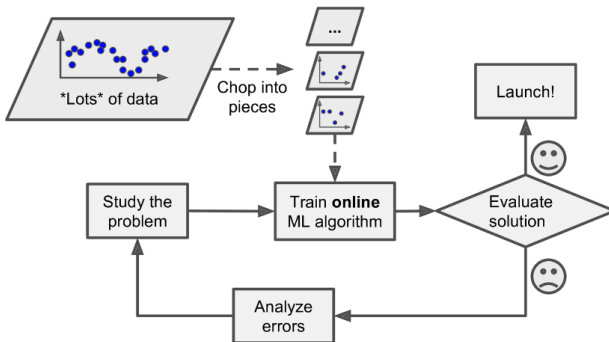 *Lots* of data
Chop into
pieces
...
Launch!
Study the
problem
Train online
ML algorithm
Evaluate
solution
Analyze
errors